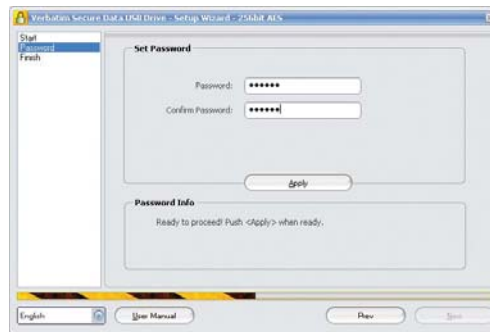 Verbatim Secure Data USB Drive - Setup Wizard - 256bit AES
Start
Password
Finish
Set Password
Password: ●●●●●●
Confirm Password: ●●●●●●
Apply
Password Info
Ready to proceed! Push <Apply> when ready.
English
User Manual
Prev
Next